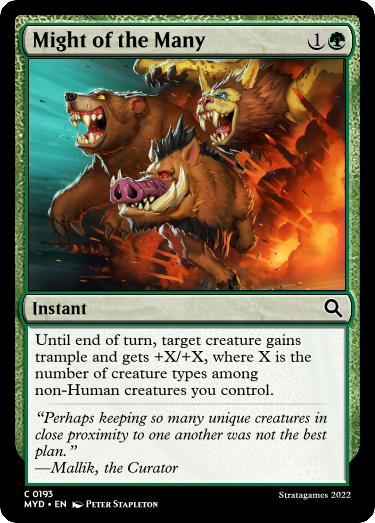 Might of the Many 1
Instant
Until end of turn, target creature gains
trample and gets +X/+X, where X is the
number of creature types among
non-Human creatures you control.
“Perhaps keeping so many unique creatures in
close proximity to one another was not the best
plan.”
—Mallik, the Curator
C 0193
MYD • EN Peter Stapleton
Stratagames 2022